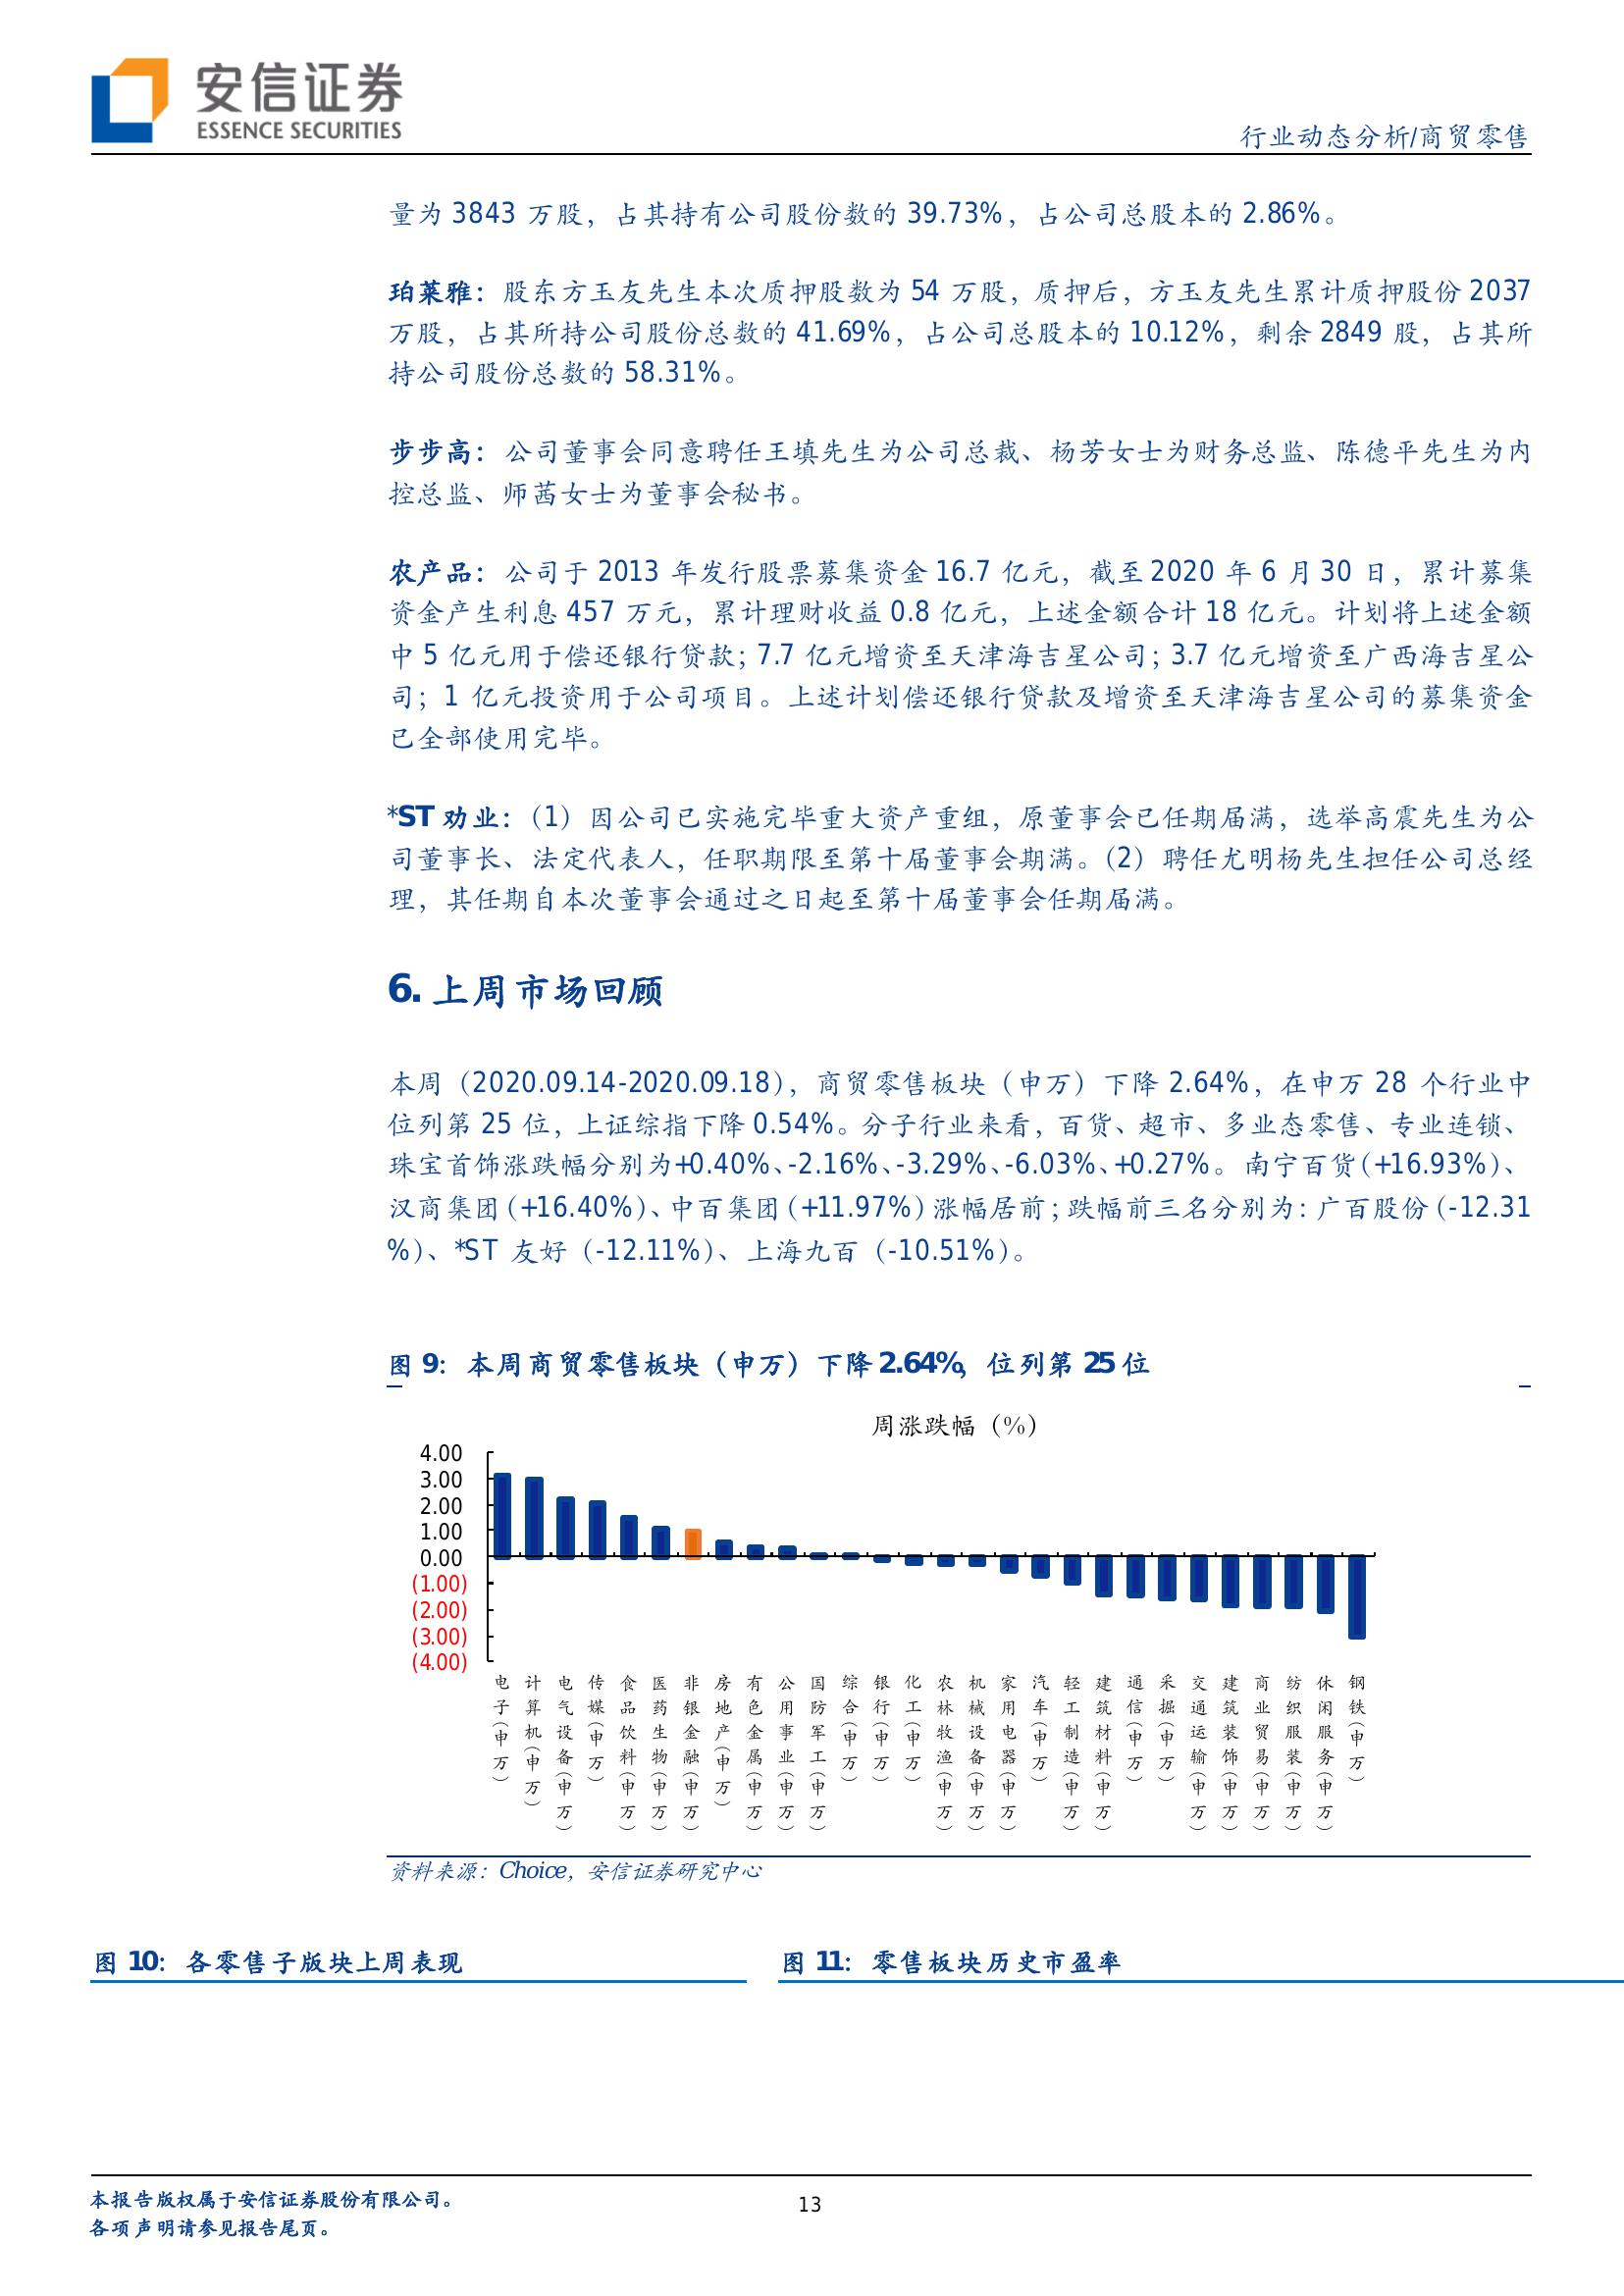 安信证券
ESSENCE SECURITIES
行业动态分析/商贸零售
量为 3843 万股，占其持有公司股份数的 39.73%，占公司总股本的 2.86%。
珀莱雅：股东方玉友先生本次质押股数为 54 万股，质押后，方玉友先生累计质押股份 2037
万股，占其所持公司股份总数的 41.69%，占公司总股本的 10.12%，剩余 2849 股，占其所
持公司股份总数的 58.31%。
步步高：公司董事会同意聘任王填先生为公司总裁、杨芳女士为财务总监、陈德平先生为内
控总监、师茜女士为董事会秘书。
农产品：公司于 2013 年发行股票募集资金 16.7 亿元，截至 2020 年 6 月 30 日，累计募集
资金产生利息 457 万元，累计理财收益 0.8 亿元，上述金额合计 18 亿元。计划将上述金额
中 5 亿元用于偿还银行贷款；7.7 亿元增资至天津海吉星公司；3.7 亿元增资至广西海吉星公
司；1 亿元投资用于公司项目。上述计划偿还银行贷款及增资至天津海吉星公司的募集资金
已全部使用完毕。
*ST 劝业：（1）因公司已实施完毕重大资产重组，原董事会已任期届满，选举高震先生为公
司董事长、法定代表人，任职期限至第十届董事会期满。（2）聘任尤明杨先生担任公司总经
理，其任期自本次董事会通过之日起至第十届董事会任期届满。
6. 上周市场回顾
本周（2020.09.14-2020.09.18），商贸零售板块（申万）下降 2.64%，在申万 28 个行业中
位列第 25 位，上证综指下降 0.54%。分子行业来看，百货、超市、多业态零售、专业连锁、
珠宝首饰涨跌幅分别为+0.40%、-2.16%、-3.29%、-6.03%、+0.27%。南宁百货（+16.93%）、
汉商集团（+16.40%）、中百集团（+11.97%）涨幅居前；跌幅前三名分别为：广百股份（-12.31
%）、*ST 友好（-12.11%）、上海九百（-10.51%）。
图 9：本周商贸零售板块（申万）下降 2.64%，位列第 25 位
周涨跌幅（%）
4.00
3.00
2.00
1.00
0.00
(1.00)
(2.00)
(3.00)
(4.00)
电子（申万）
计算机（申万）
电气设备（申万）
传媒（申万）
食品饮料（申万）
医药生物（申万）
非银金融（申万）
房地产（申万）
有色金属（申万）
公用事业（申万）
国防军工（申万）
综合（申万）
银行（申万）
化工（申万）
农林牧渔（申万）
机械设备（申万）
家用电器（申万）
汽车（申万）
轻工制造（申万）
建筑材料（申万）
通信（申万）
采掘（申万）
交通运输（申万）
建筑装饰（申万）
商业贸易（申万）
纺织服装（申万）
休闲服务（申万）
钢铁（申万）
资料来源：Choice，安信证券研究中心
图 10：各零售子版块上周表现
图 11：零售板块历史市盈率
本报告版权属于安信证券股份有限公司。
各项声明请参见报告尾页。
13